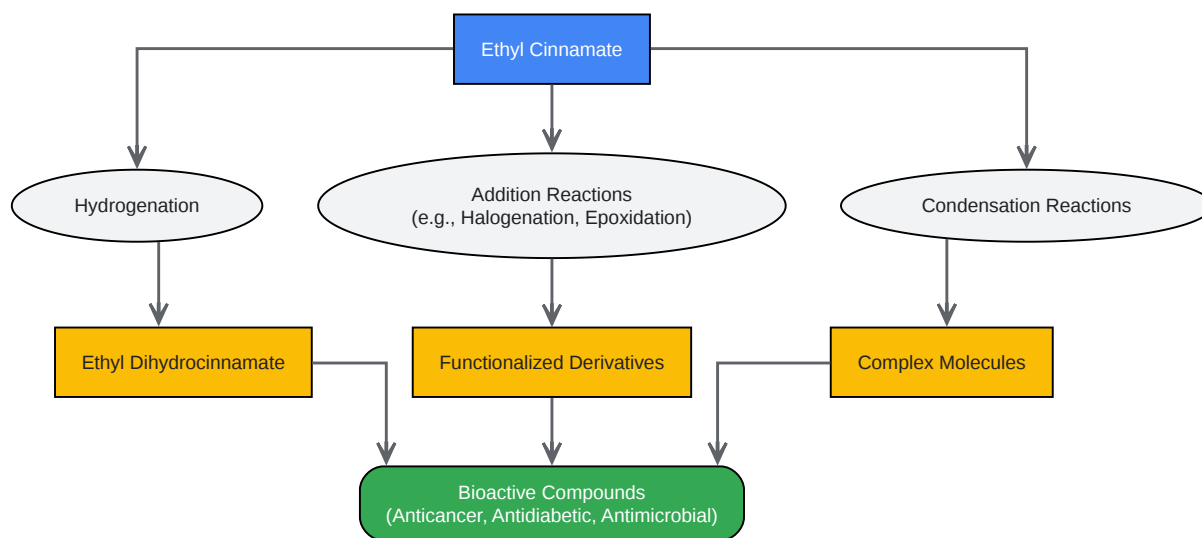 Ethyl Cinnamate
Hydrogenation
Addition Reactions
(e.g., Halogenation, Epoxidation)
Condensation Reactions
Ethyl Dihydrocinnamate
Functionalized Derivatives
Complex Molecules
Bioactive Compounds
(Anticancer, Antidiabetic, Antimicrobial)